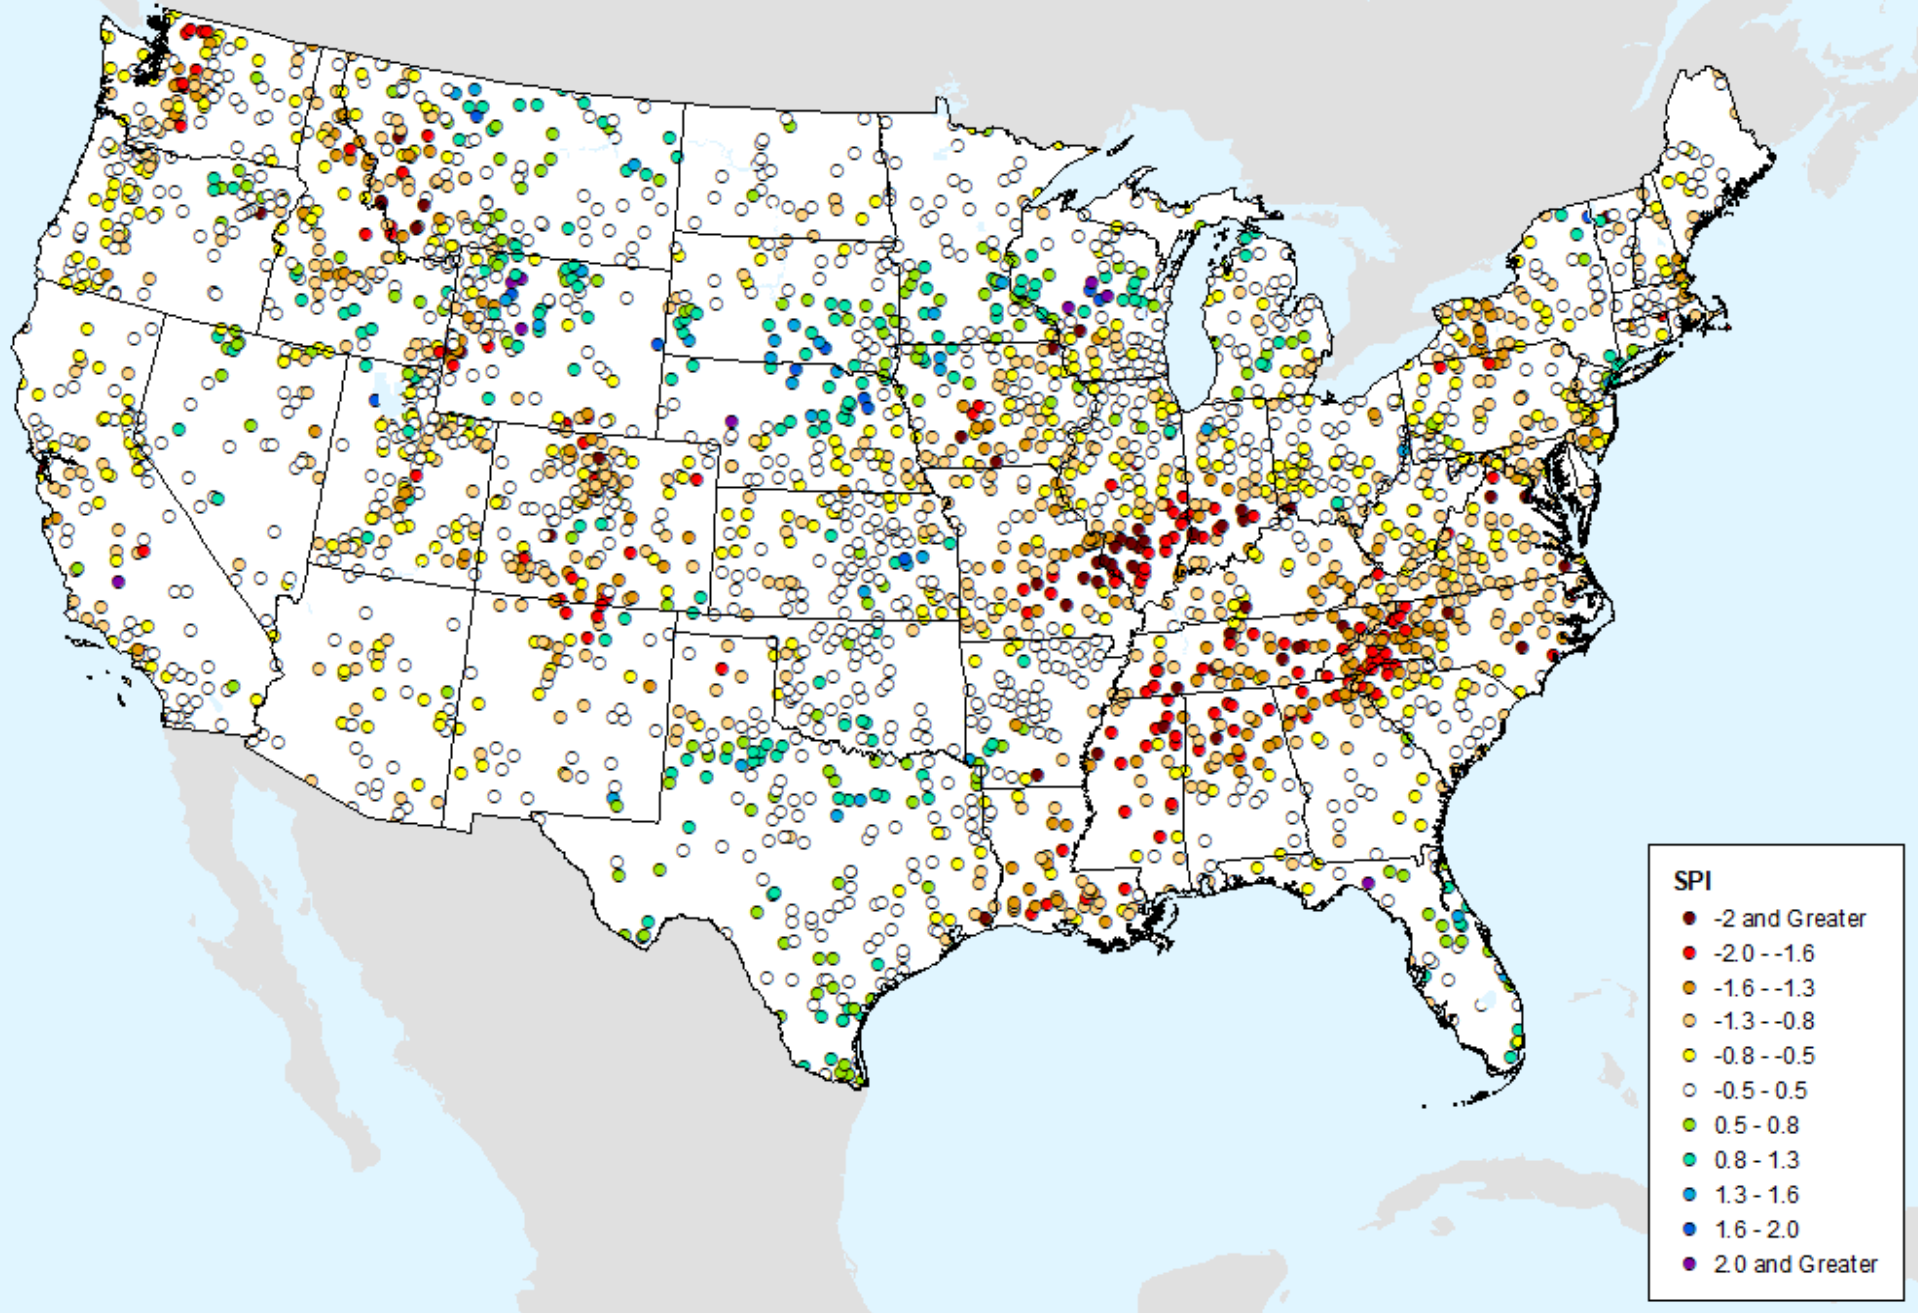 SPI
-2 and Greater
-2.0 - -1.6
-1.6 - -1.3
-1.3 - -0.8
-0.8 - -0.5
-0.5 - 0.5
0.5 - 0.8
0.8 - 1.3
1.3 - 1.6
1.6 - 2.0
2.0 and Greater